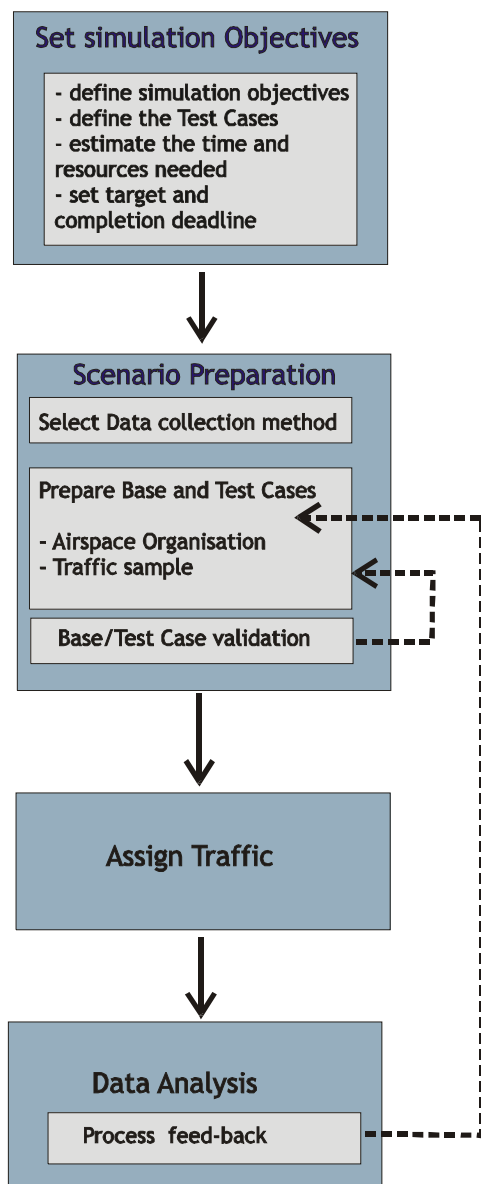 Set simulation Objectives
- define simulation objectives
- define the Test Cases
- estimate the time and
resources needed
- set target and
completion deadline
Scenario Preparation
Select Data collection method
Prepare Base and Test Cases
- Airspace Organisation
- Traffic sample
Base/Test Case validation
Assign Traffic
Data Analysis
Process feed-back